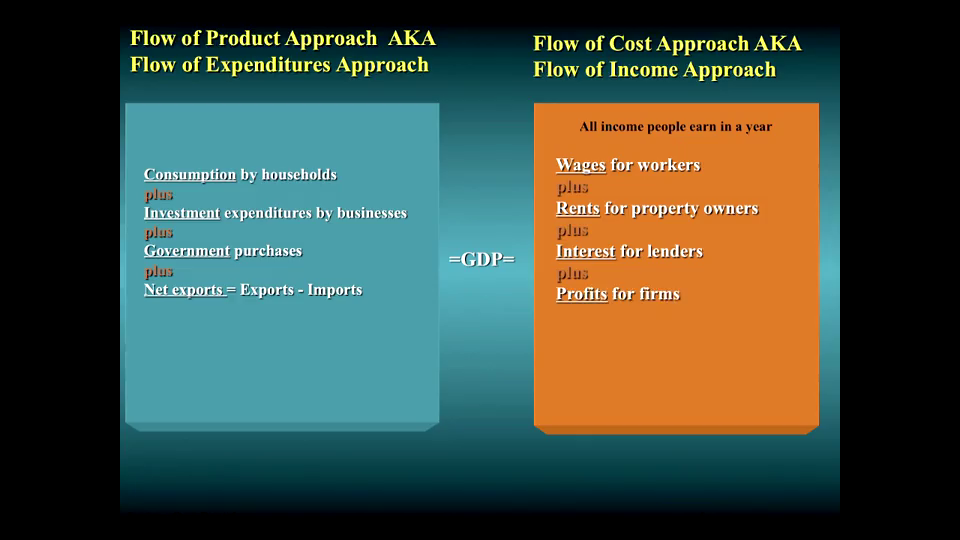 Flow of Product Approach AKA
Flow of Expenditures Approach
Consumption by households
plus
Investment expenditures by businesses
plus
Government purchases
plus
Net exports = Exports - Imports
=GDP=
Flow of Cost Approach AKA
Flow of Income Approach
All income people earn in a year
Wages for workers
plus
Rents for property owners
plus
Interest for lenders
plus
Profits for firms